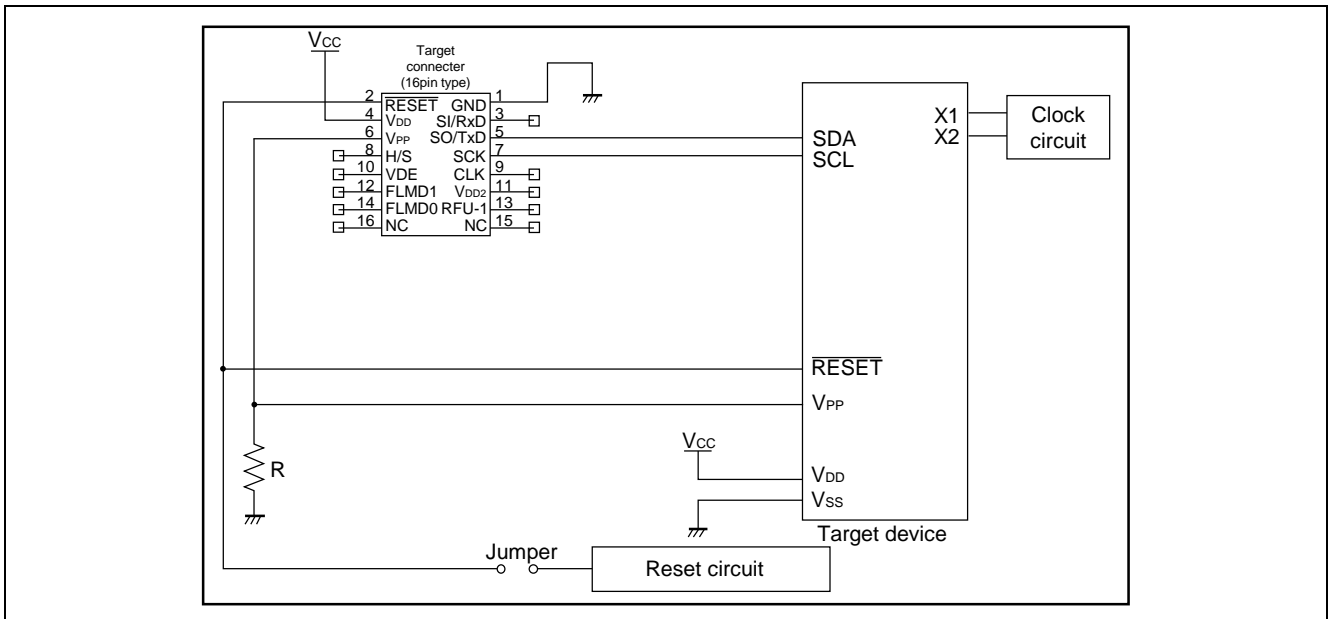 VCC
Target
connecter
(16pin type)
2 RESET GND 1
4 VDD SI/RxD 3
6 VPP SO/TxD 5
8 H/S SCK 7
10 VDE CLK 9
12 FLMD1 VDD2 11
14 FLMD0 RFU-1 13
16 NC NC 15
SDA
SCL
X1
X2
Clock
circuit
RESET
VPP
R
VCC
VDD
VSS
Target device
Jumper
Reset circuit